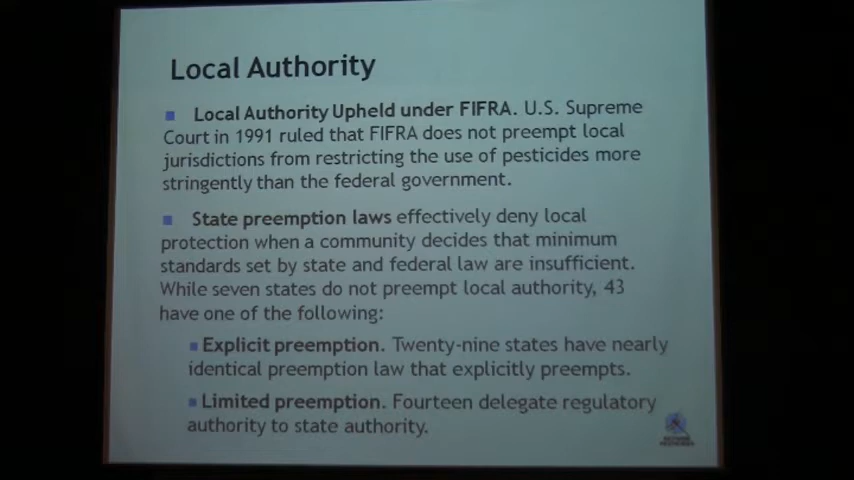 Local Authority
Local Authority Upheld under FIFRA. U.S. Supreme
Court in 1991 ruled that FIFRA does not preempt local
jurisdictions from restricting the use of pesticides more
stringently than the federal government.
State preemption laws effectively deny local
protection when a community decides that minimum
standards set by state and federal law are insufficient.
While seven states do not preempt local authority, 43
have one of the following:
Explicit preemption. Twenty-nine states have nearly
identical preemption law that explicitly preempts.
Limited preemption. Fourteen delegate regulatory
authority to state authority.